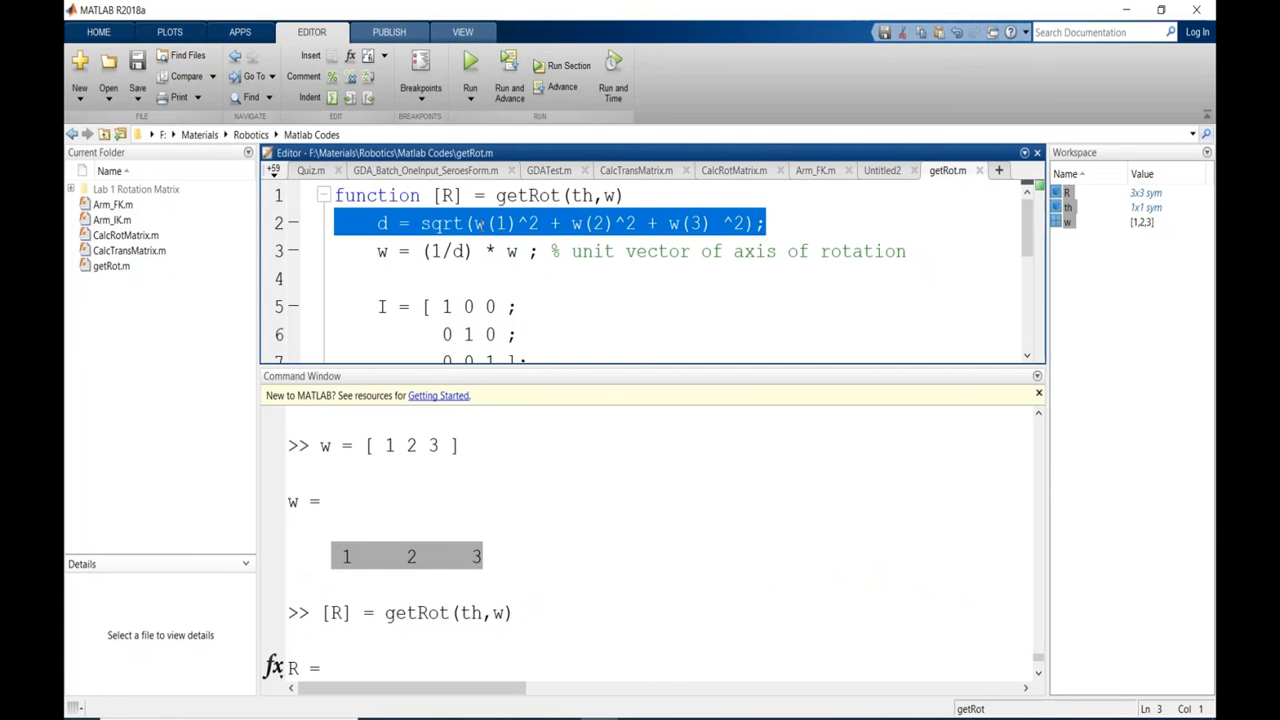 MATLAB R2018a
HOME PLOTS APPS EDITOR PUBLISH VIEW Search Documentation Log In
New Open Save Find Files Compare Print
Go To Find
Insert Comment Indent
Breakpoints
Run Run and Advance Run Section Advance Run and Time
FILE NAVIGATE EDIT BREAKPOINTS RUN
F: Materials Robotics Matlab Codes
Current Folder
Name
Lab 1 Rotation Matrix
Arm_FK.m
Arm_IK.m
CalcRotMatrix.m
CalcTransMatrix.m
getRot.m
Details
Select a file to view details
Editor - F:\Materials\Robotics\Matlab Codes\getRot.m
+59 Quiz.m GDA_Batch_OneInput_SeroesForm.m GDATest.m CalcTransMatrix.m CalcRotMatrix.m Arm_FK.m Untitled2 getRot.m
1 function [R] = getRot(th,w)
2 d = sqrt(w(1)^2 + w(2)^2 + w(3) ^2);
3 w = (1/d) * w ; % unit vector of axis of rotation
4
5 I = [ 1 0 0 ;
6 0 1 0 ;
7 0 0 1 ];
Command Window
New to MATLAB? See resources for Getting Started.
>> w = [ 1 2 3 ]
w =
1 2 3
>> [R] = getRot(th,w)
fx R =
Workspace
Name Value
R 3x3 sym
th 1x1 sym
w [1,2,3]
getRot Ln 3 Col 1